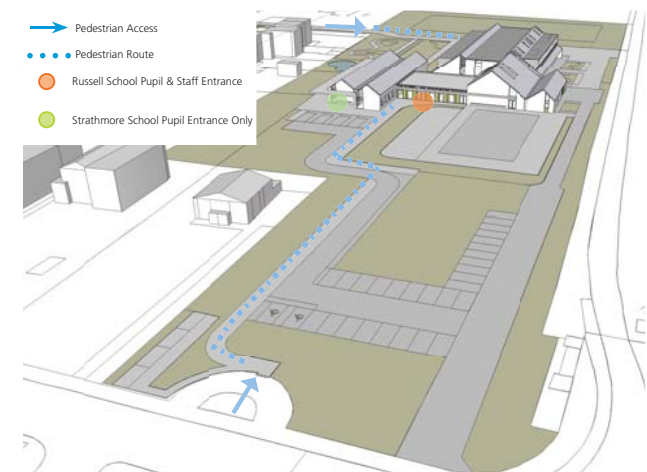 Pedestrian Access
Pedestrian Route
Russell School Pupil & Staff Entrance
Strathmore School Pupil Entrance Only